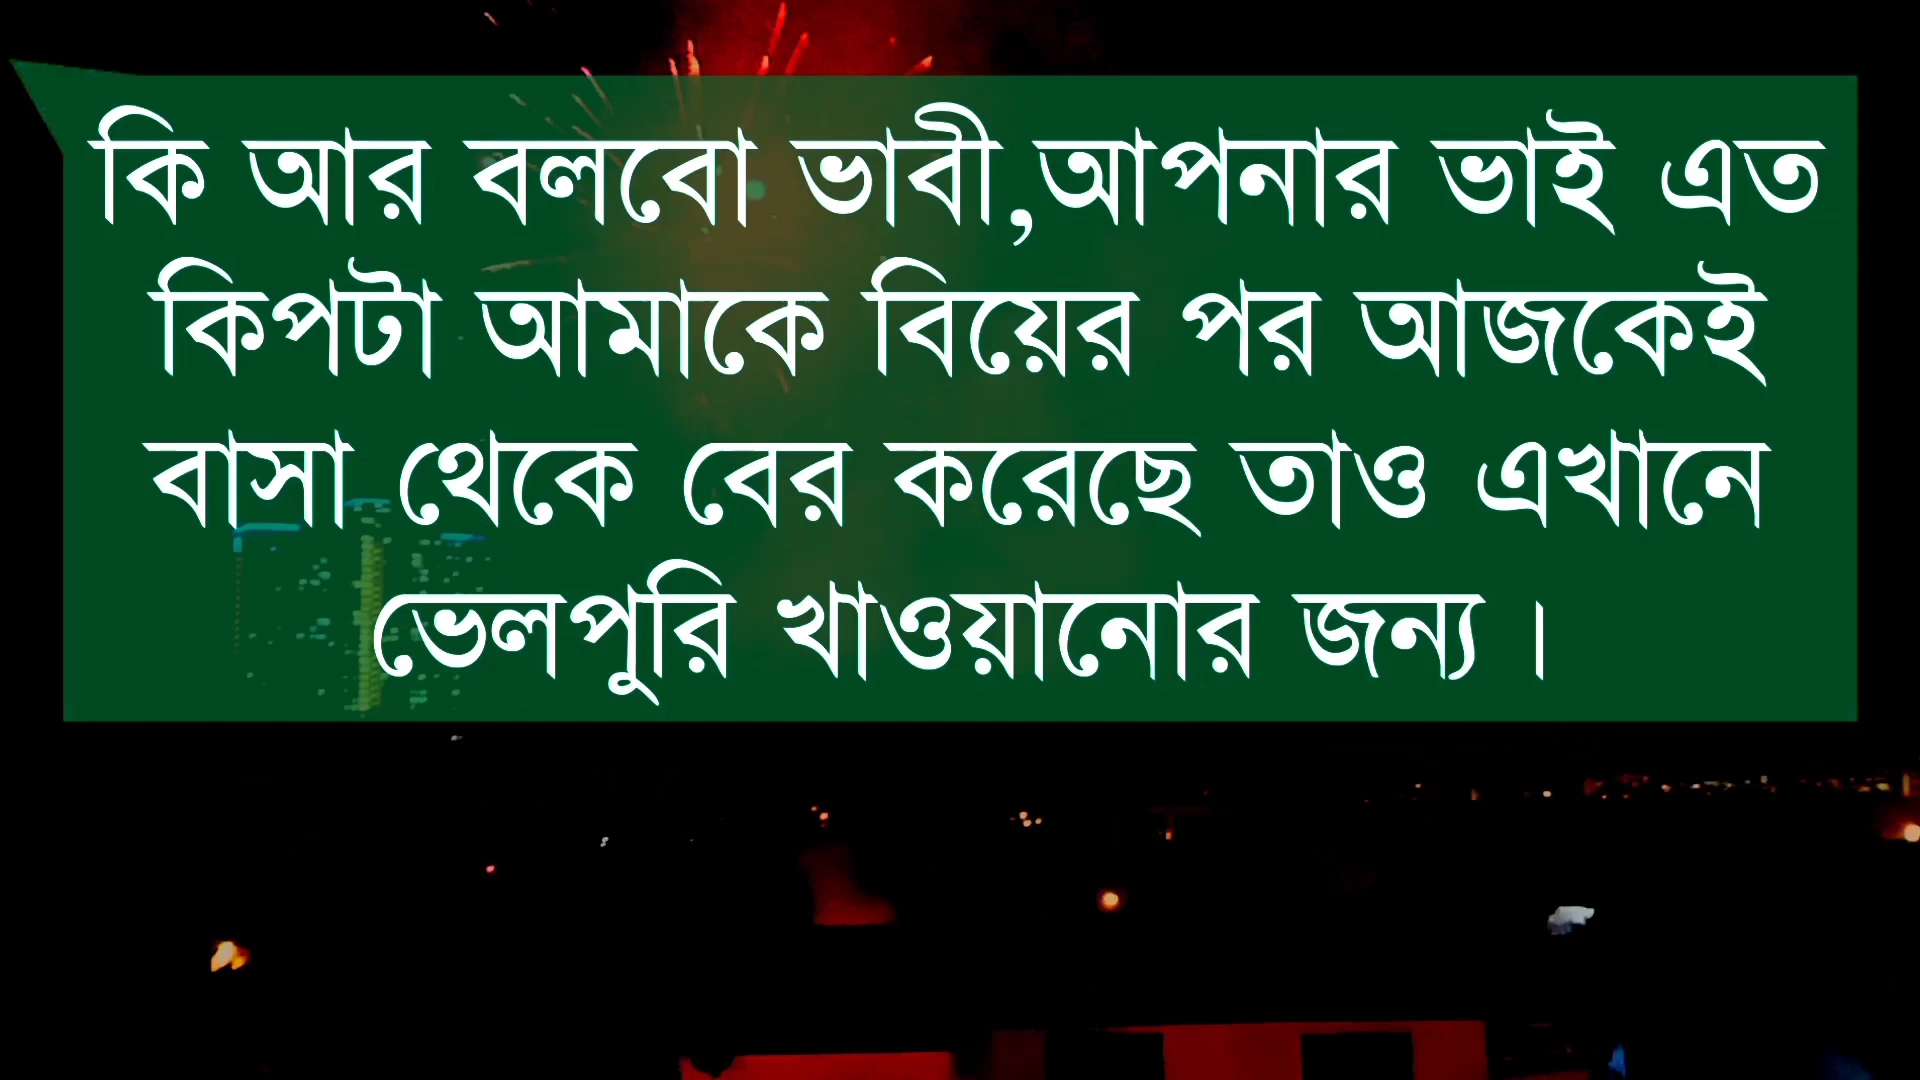 কি আর বলবো ভাবী,আপনার ভাই এত
কিপটা আমাকে বিয়ের পর আজকেই
বাসা থেকে বের করেছে তাও এখানে
ভেলপুরি খাওয়ানোর জন্য ।